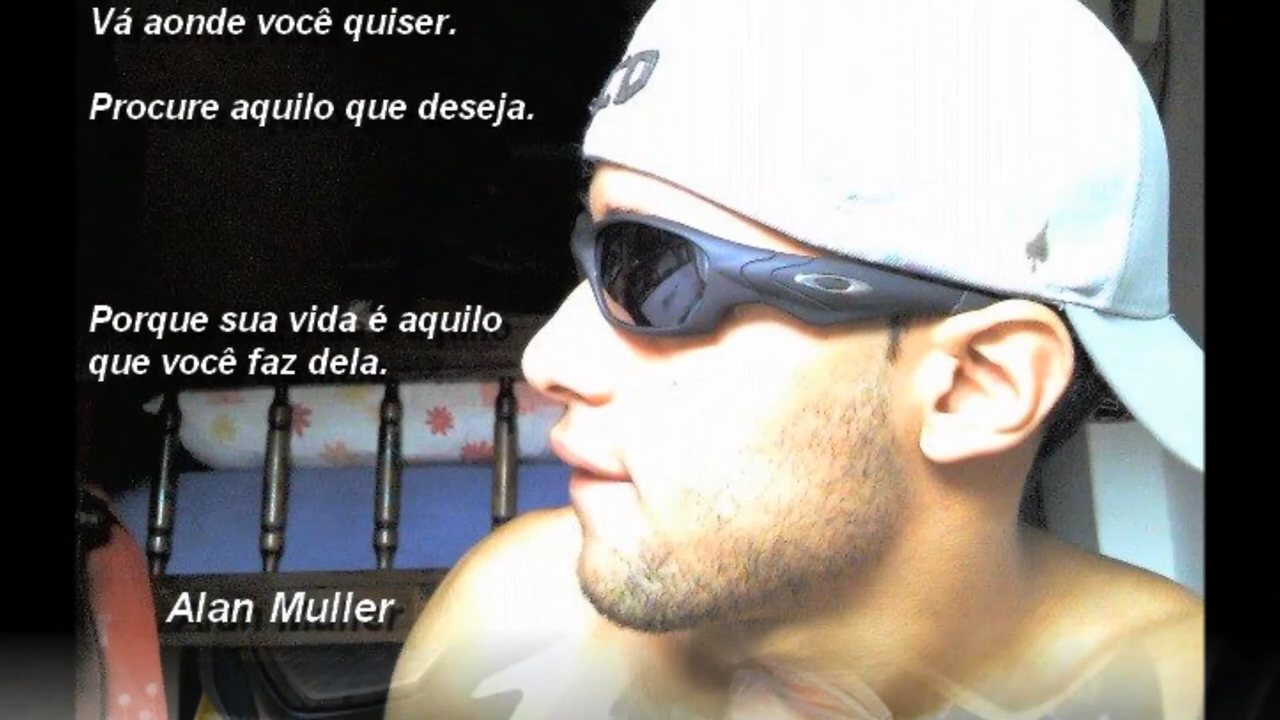 Vá aonde você quiser.
Procure aquilo que deseja.
Porque sua vida é aquilo
que você faz dela.
Alan Muller